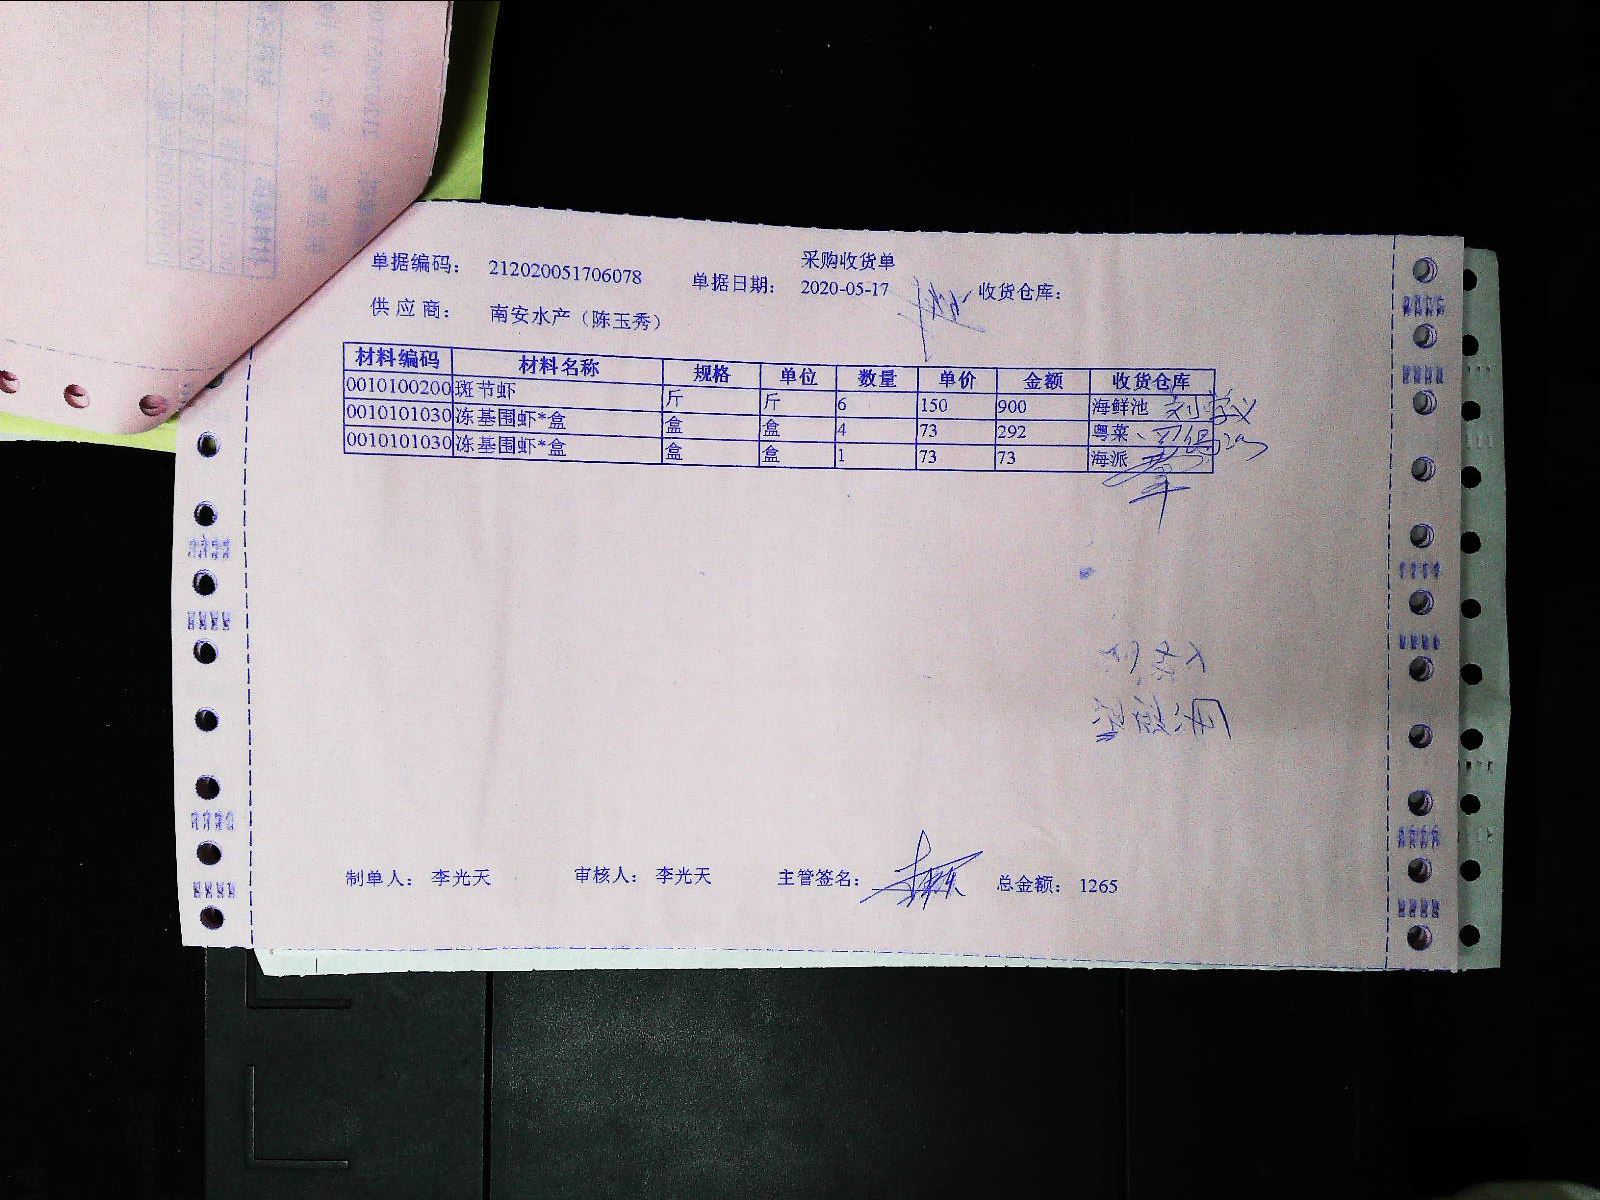 采购收货单
单据编码： 212020051706078 单据日期： 2020-05-17 收货仓库：
供应商： 南安水产（陈玉秀）
材料编码 材料名称 规格 单位 数量 单价 金额 收货仓库
0010100200 斑节虾 斤 斤 6 150 900 海鲜池
0010101030 冻基围虾*盒 盒 盒 4 73 292 粤菜
0010101030 冻基围虾*盒 盒 盒 1 73 73 海派
制单人： 李光天 审核人： 李光天 主管签名： 总金额： 1265